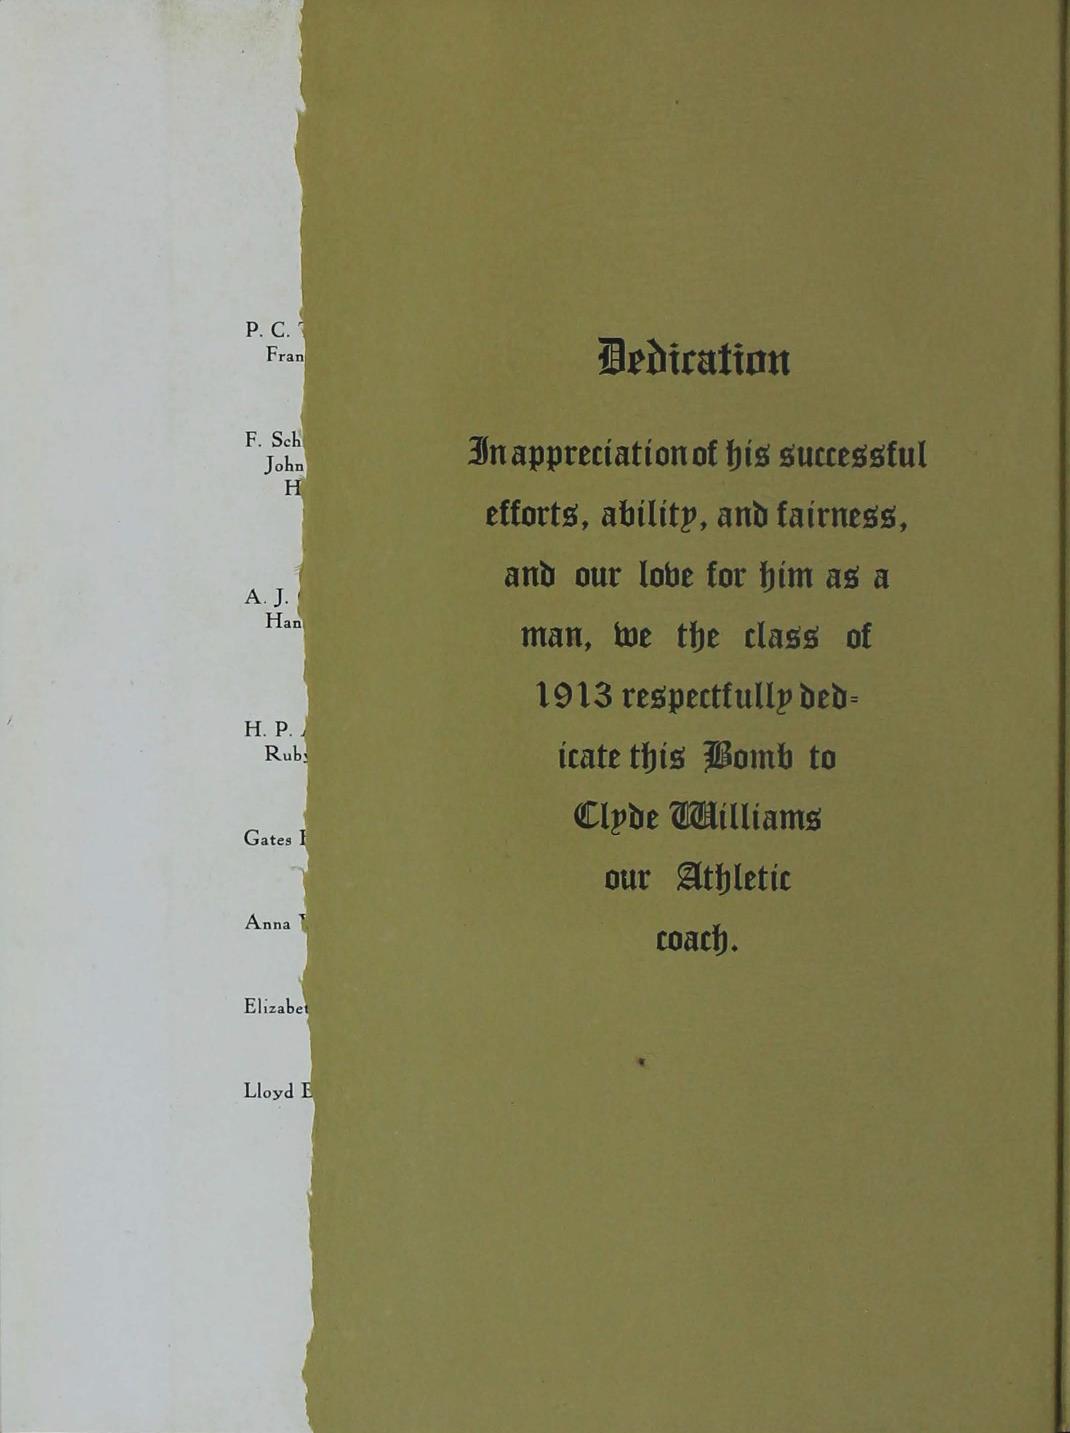 P. C.
Fran
F. Sch
John
H
A. J.
Han
H. P.
Ruby
Gates
Anna
Elizabet
Lloyd E
Dedication
In appreciation of his successful
efforts, ability, and fairness,
and our love for him as a
man, we the class of
1913 respectfully ded=
icate this Bomb to
Clyde Williams
our Athletic
coach.